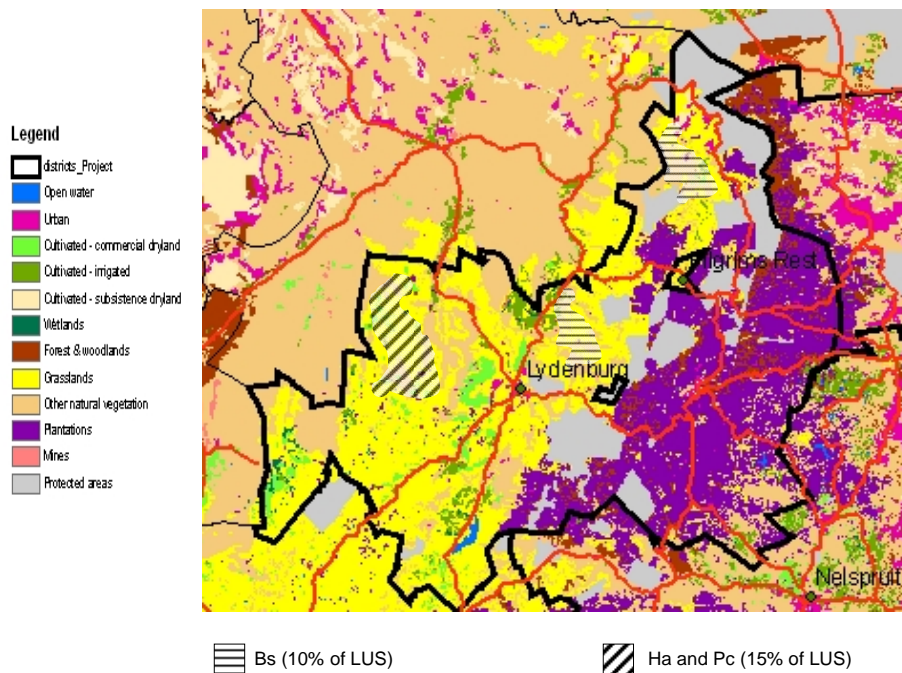 Legend
districts_Project
Open water
Urban
Cultivated - commercial dryland
Cultivated - irrigated
Cultivated - subsistence dryland
Wetlands
Forest & woodlands
Grasslands
Other natural vegetation
Plantations
Mines
Protected areas
Pilgrims Rest
Lydenburg
Nelspruit
Bs (10% of LUS)
Ha and Pc (15% of LUS)